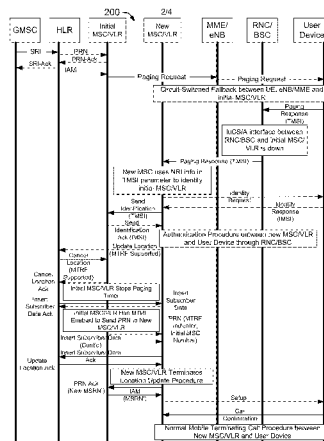 200
2/4
GMSC
HLR
Initial
MSC/VLR
New
MSC/VLR
MME/
eNB
RNC/
BSC
User
Device
SRI
PRN
SRI-Ack
PRN-Ack
IAM
Paging Request
Paging Request
Circuit-Switched Fallback between UE, eNB/MME and
initial MSC/VLR
Paging
Response
(TMSI)
IuCS/A interface between
RNC/BSC and initial MSC/
VLR is down
Paging Response (TMSI)
New MSC uses NRI info in
TMSI parameter to identify
initial MSC/VLR
Identity
Request
Send
Identification
(TMSI)
Identity
Response
(IMSI)
Send
Identification
Ack (IMSI)
Authentication Procedure between new MSC/VLR
and User Device through RNC/BSC
Update Location
(MTRF Supported)
Cancel
Location
(MTRF
Supported)
Cancel
Location
Ack
Initial MSC/VLR Stops Paging
Timer
Insert
Subscriber
Data Ack
Insert
Subscriber
Data
Initial MSC/VLR
to Send PRN to New
MSC/VLR
PRN (MTRF
Initial MSC
Number)
Insert Subscriber Data
Insert Subscriber Data
Ack
Update
Location Ack
New MSC/VLR Terminates
Location Update Procedure
PRN Ack
(New MSRN)
IAM
(MSRN)
Setup
Call
Confirmation
Normal Mobile Terminating Call Procedure between
New MSC/VLR and User Device